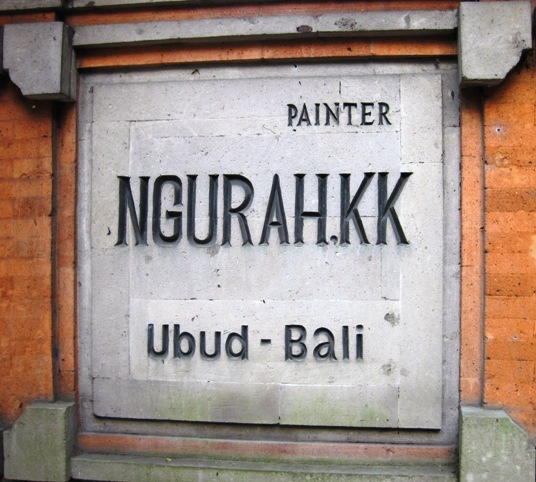 PAINTER
NGURAH.KK
Ubud - Bali